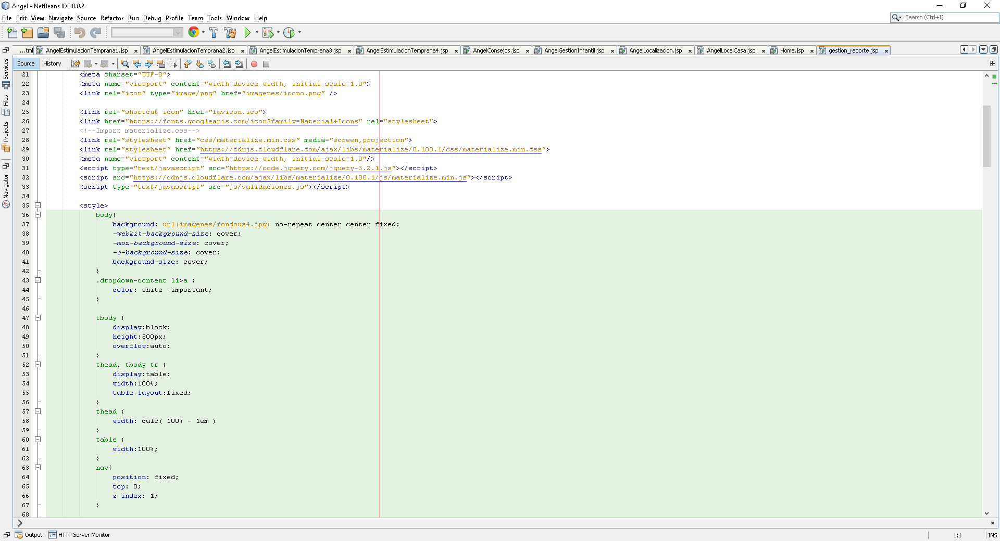 Angel - NetBeans IDE 8.0.2
File Edit View Navigate Source Refactor Run Debug Profile Team Tools Window Help
Search (Ctrl+I)
...tml AngelEstimulacionTemprana1.jsp AngelEstimulacionTemprana2.jsp AngelEstimulacionTemprana3.jsp AngelEstimulacionTemprana4.jsp AngelConsejos.jsp AngelGestionInfantil.jsp AngelLocalizacion.jsp AngelLocalCasa.jsp Home.jsp gestion_reporte.jsp
Source History
Services
Files
Projects
Navigator
21 <meta charset="UTF-8">
22 <meta name="viewport" content="width=device-width, initial-scale=1.0">
23 <link rel="icon" type="image/png" href="imagenes/icono.png" />
24
25 <link rel="shortcut icon" href="favicon.ico">
26 <link href="https://fonts.googleapis.com/icon?family=Material+Icons" rel="stylesheet">
27 <!--Import materialize.css-->
28 <link rel="stylesheet" href="css/materialize.min.css" media="screen,projection">
29 <link rel="stylesheet" href="https://cdnjs.cloudflare.com/ajax/libs/materialize/0.100.1/css/materialize.min.css">
30 <meta name="viewport" content="width=device-width, initial-scale=1.0"/>
31 <script type="text/javascript" src="https://code.jquery.com/jquery-3.2.1.js"></script>
32 <script src="https://cdnjs.cloudflare.com/ajax/libs/materialize/0.100.1/js/materialize.min.js"></script>
33 <script type="text/javascript" src="js/validaciones.js"></script>
34
35 <style>
36 body{
37 background: url(imagenes/fondous4.jpg) no-repeat center center fixed;
38 -webkit-background-size: cover;
39 -moz-background-size: cover;
40 -o-background-size: cover;
41 background-size: cover;
42 }
43 .dropdown-content li>a {
44 color: white !important;
45 }
46
47 tbody {
48 display:block;
49 height:500px;
50 overflow:auto;
51 }
52 thead, tbody tr {
53 display:table;
54 width:100%;
55 table-layout:fixed;
56 }
57 thead {
58 width: calc( 100% - 1em )
59 }
60 table {
61 width:100%;
62 }
63 nav{
64 position: fixed;
65 top: 0;
66 z-index: 1;
67 }
68
Output HTTP Server Monitor
1:1 INS